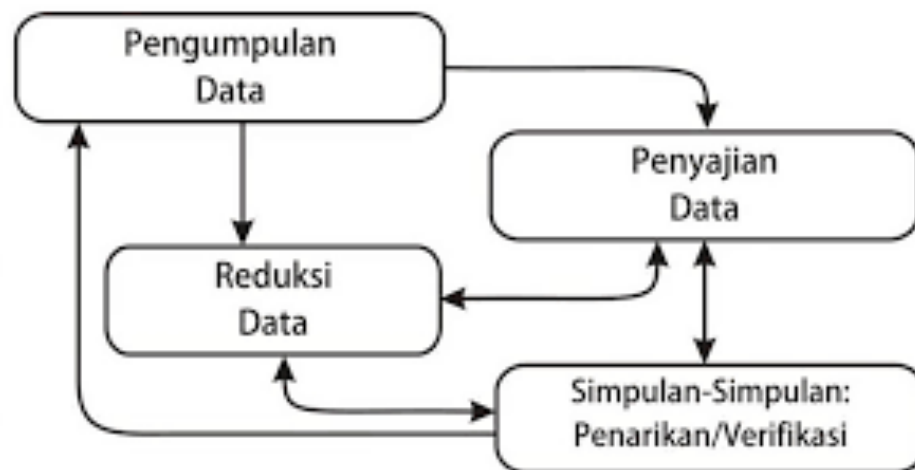 Pengumpulan
Data
Penyajian
Data
Reduksi
Data
Simpulan-Simpulan:
Penarikan/Verifikasi